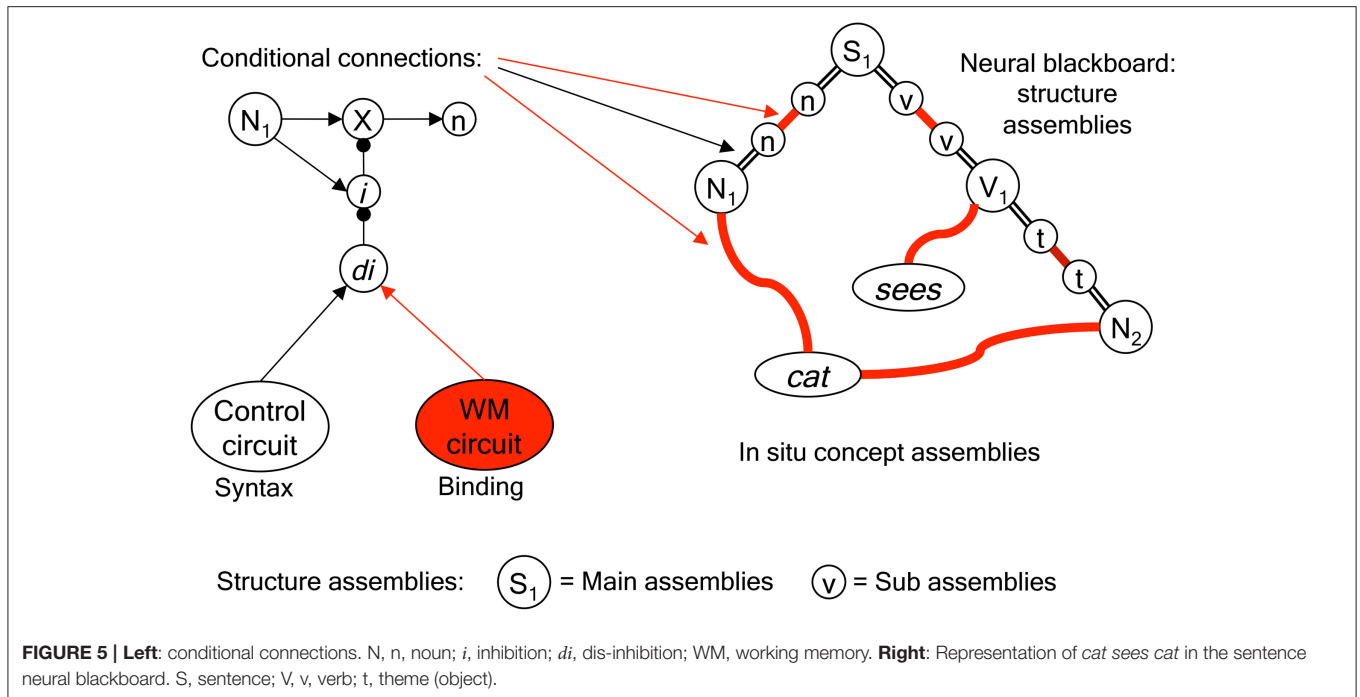 Conditional connections:
N1
X
n
i
di
Control
circuit
Syntax
WM
circuit
Binding
S1
n
n
N1
v
v
V1
t
t
N2
sees
cat
Neural blackboard:
structure
assemblies
In situ concept assemblies
Structure assemblies: S1 = Main assemblies v = Sub assemblies
FIGURE 5 | Left: conditional connections. N, n, noun; i, inhibition; di, dis-inhibition; WM, working memory. Right: Representation of cat sees cat in the sentence
neural blackboard. S, sentence; V, v, verb; t, theme (object).